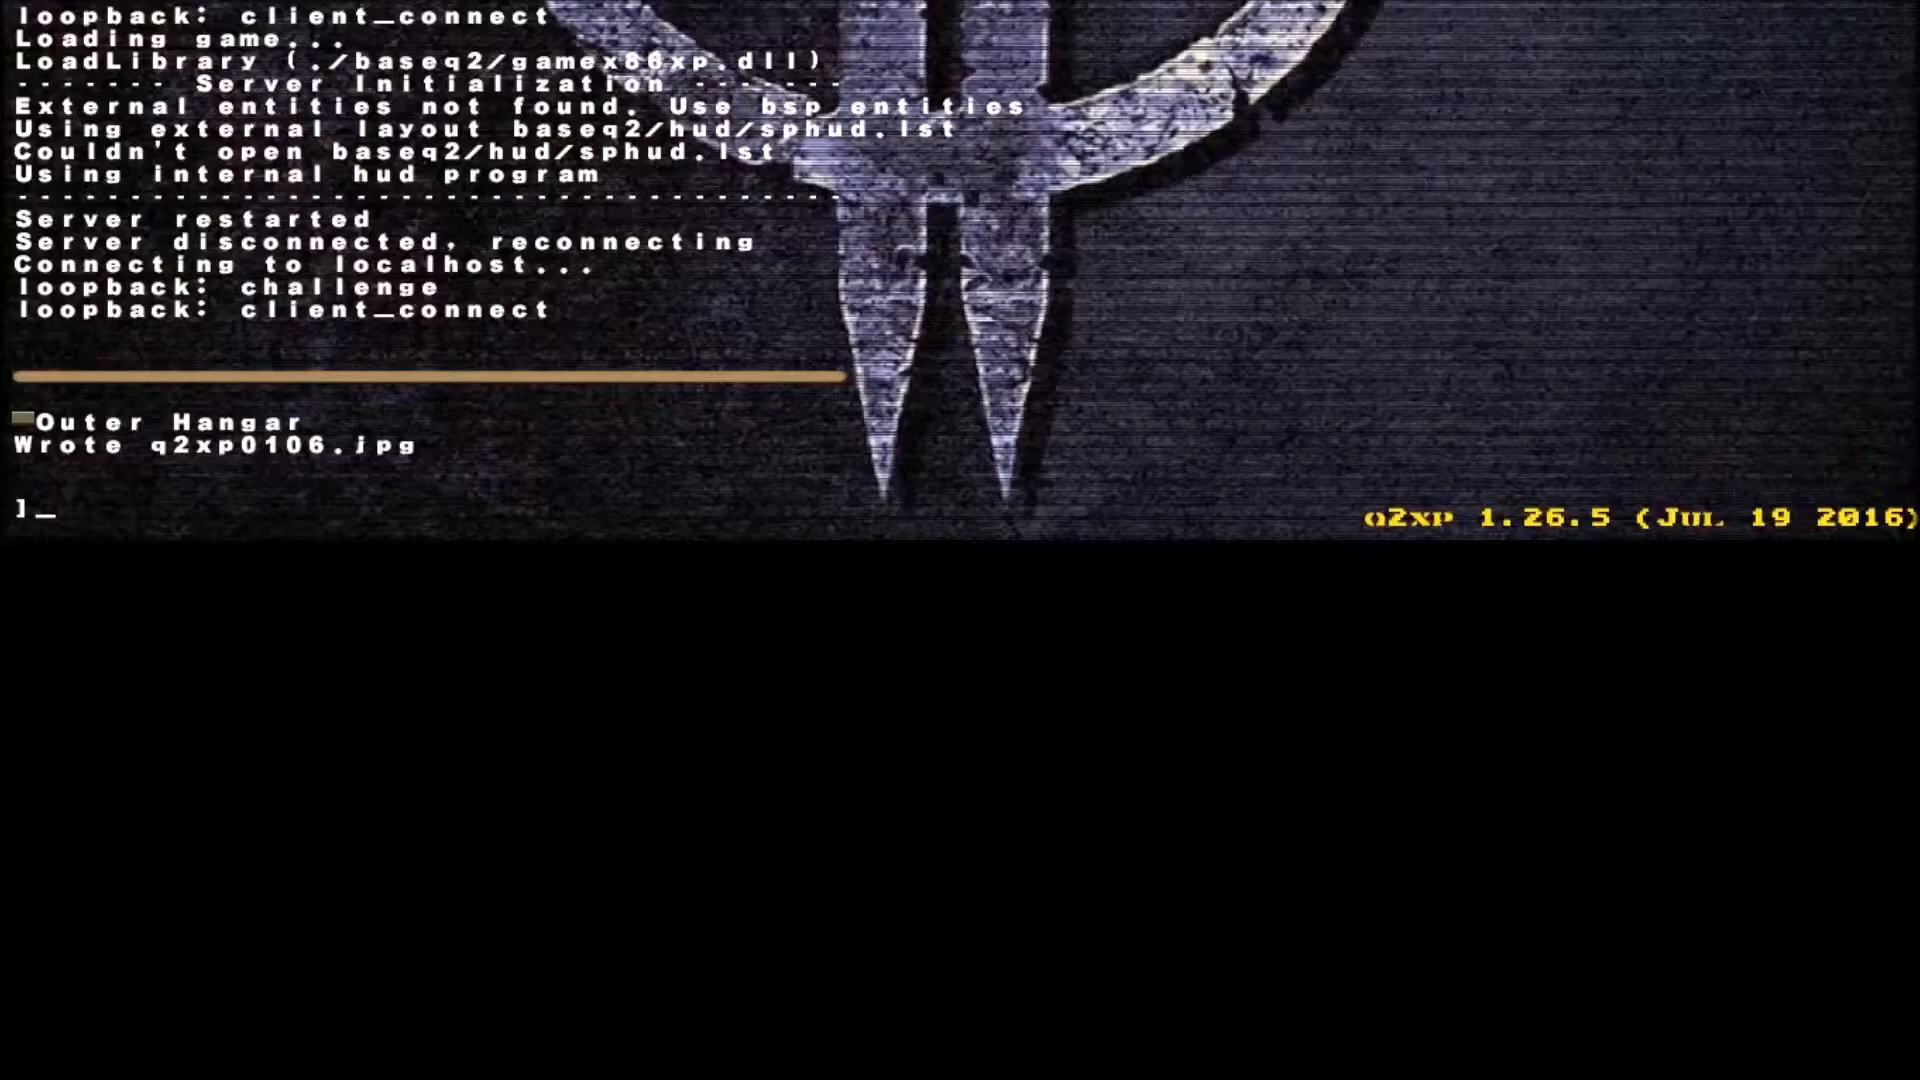 loopback: client_connect
Loading game...
LoadLibrary (./baseq2/gamex86xp.dll)
------- Server Initialization -------
External entities not found. Use bsp entities
Using external layout baseq2/hud/sphud.lst
Couldn't open baseq2/hud/sphud.lst
Using internal hud program
-------------------------------------
Server restarted
Server disconnected, reconnecting
Connecting to localhost...
loopback: challenge
loopback: client_connect
Outer Hangar
Wrote q2xp0106.jpg
]_
q2xp 1.26.5 (Jul 19 2016)